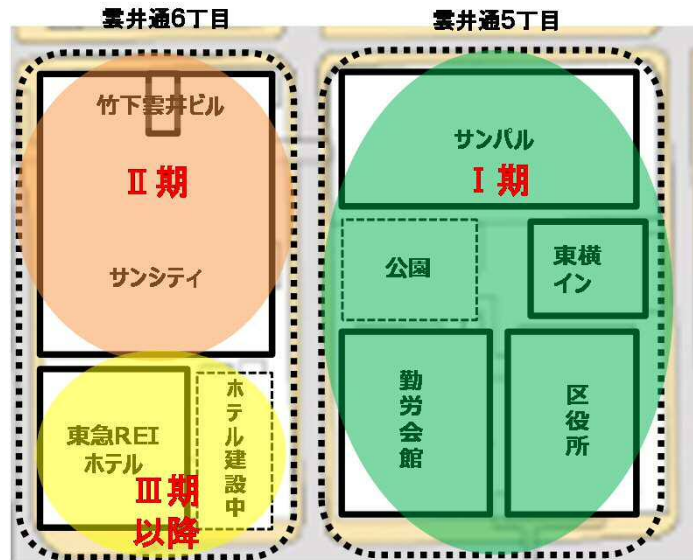 雲井通6丁目
竹下雲井ビル
Ⅱ期
サンシティ
東急REI
ホテル
ホテル建設中
Ⅲ期
以降
雲井通5丁目
サンパル
Ⅰ期
公園
東横
イン
勤労会館
区役所